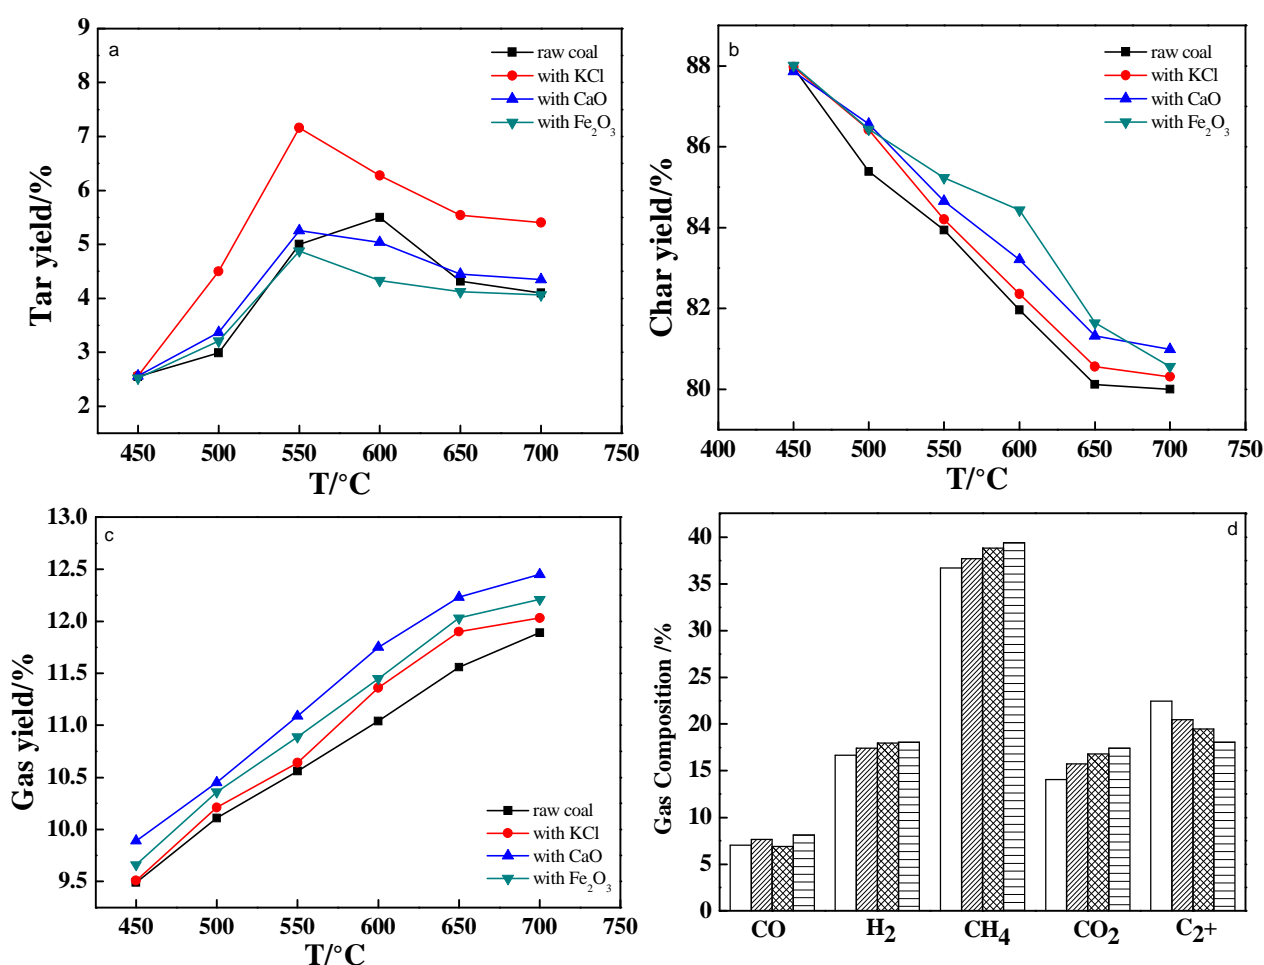 a
9
8
7
6
5
4
3
2
Tar yield/%
raw coal
with KCl
with CaO
with Fe₂O₃
450 500 550 600 650 700 750
T/°C
b
88
86
84
82
80
Char yield/%
raw coal
with KCl
with CaO
with Fe₂O₃
400 450 500 550 600 650 700 750
T/°C
c
13.0
12.5
12.0
11.5
11.0
10.5
10.0
9.5
Gas yield/%
raw coal
with KCl
with CaO
with Fe₂O₃
450 500 550 600 650 700 750
T/°C
d
40
35
30
25
20
15
10
5
0
Gas Composition /%
CO H₂ CH₄ CO₂ C₂+